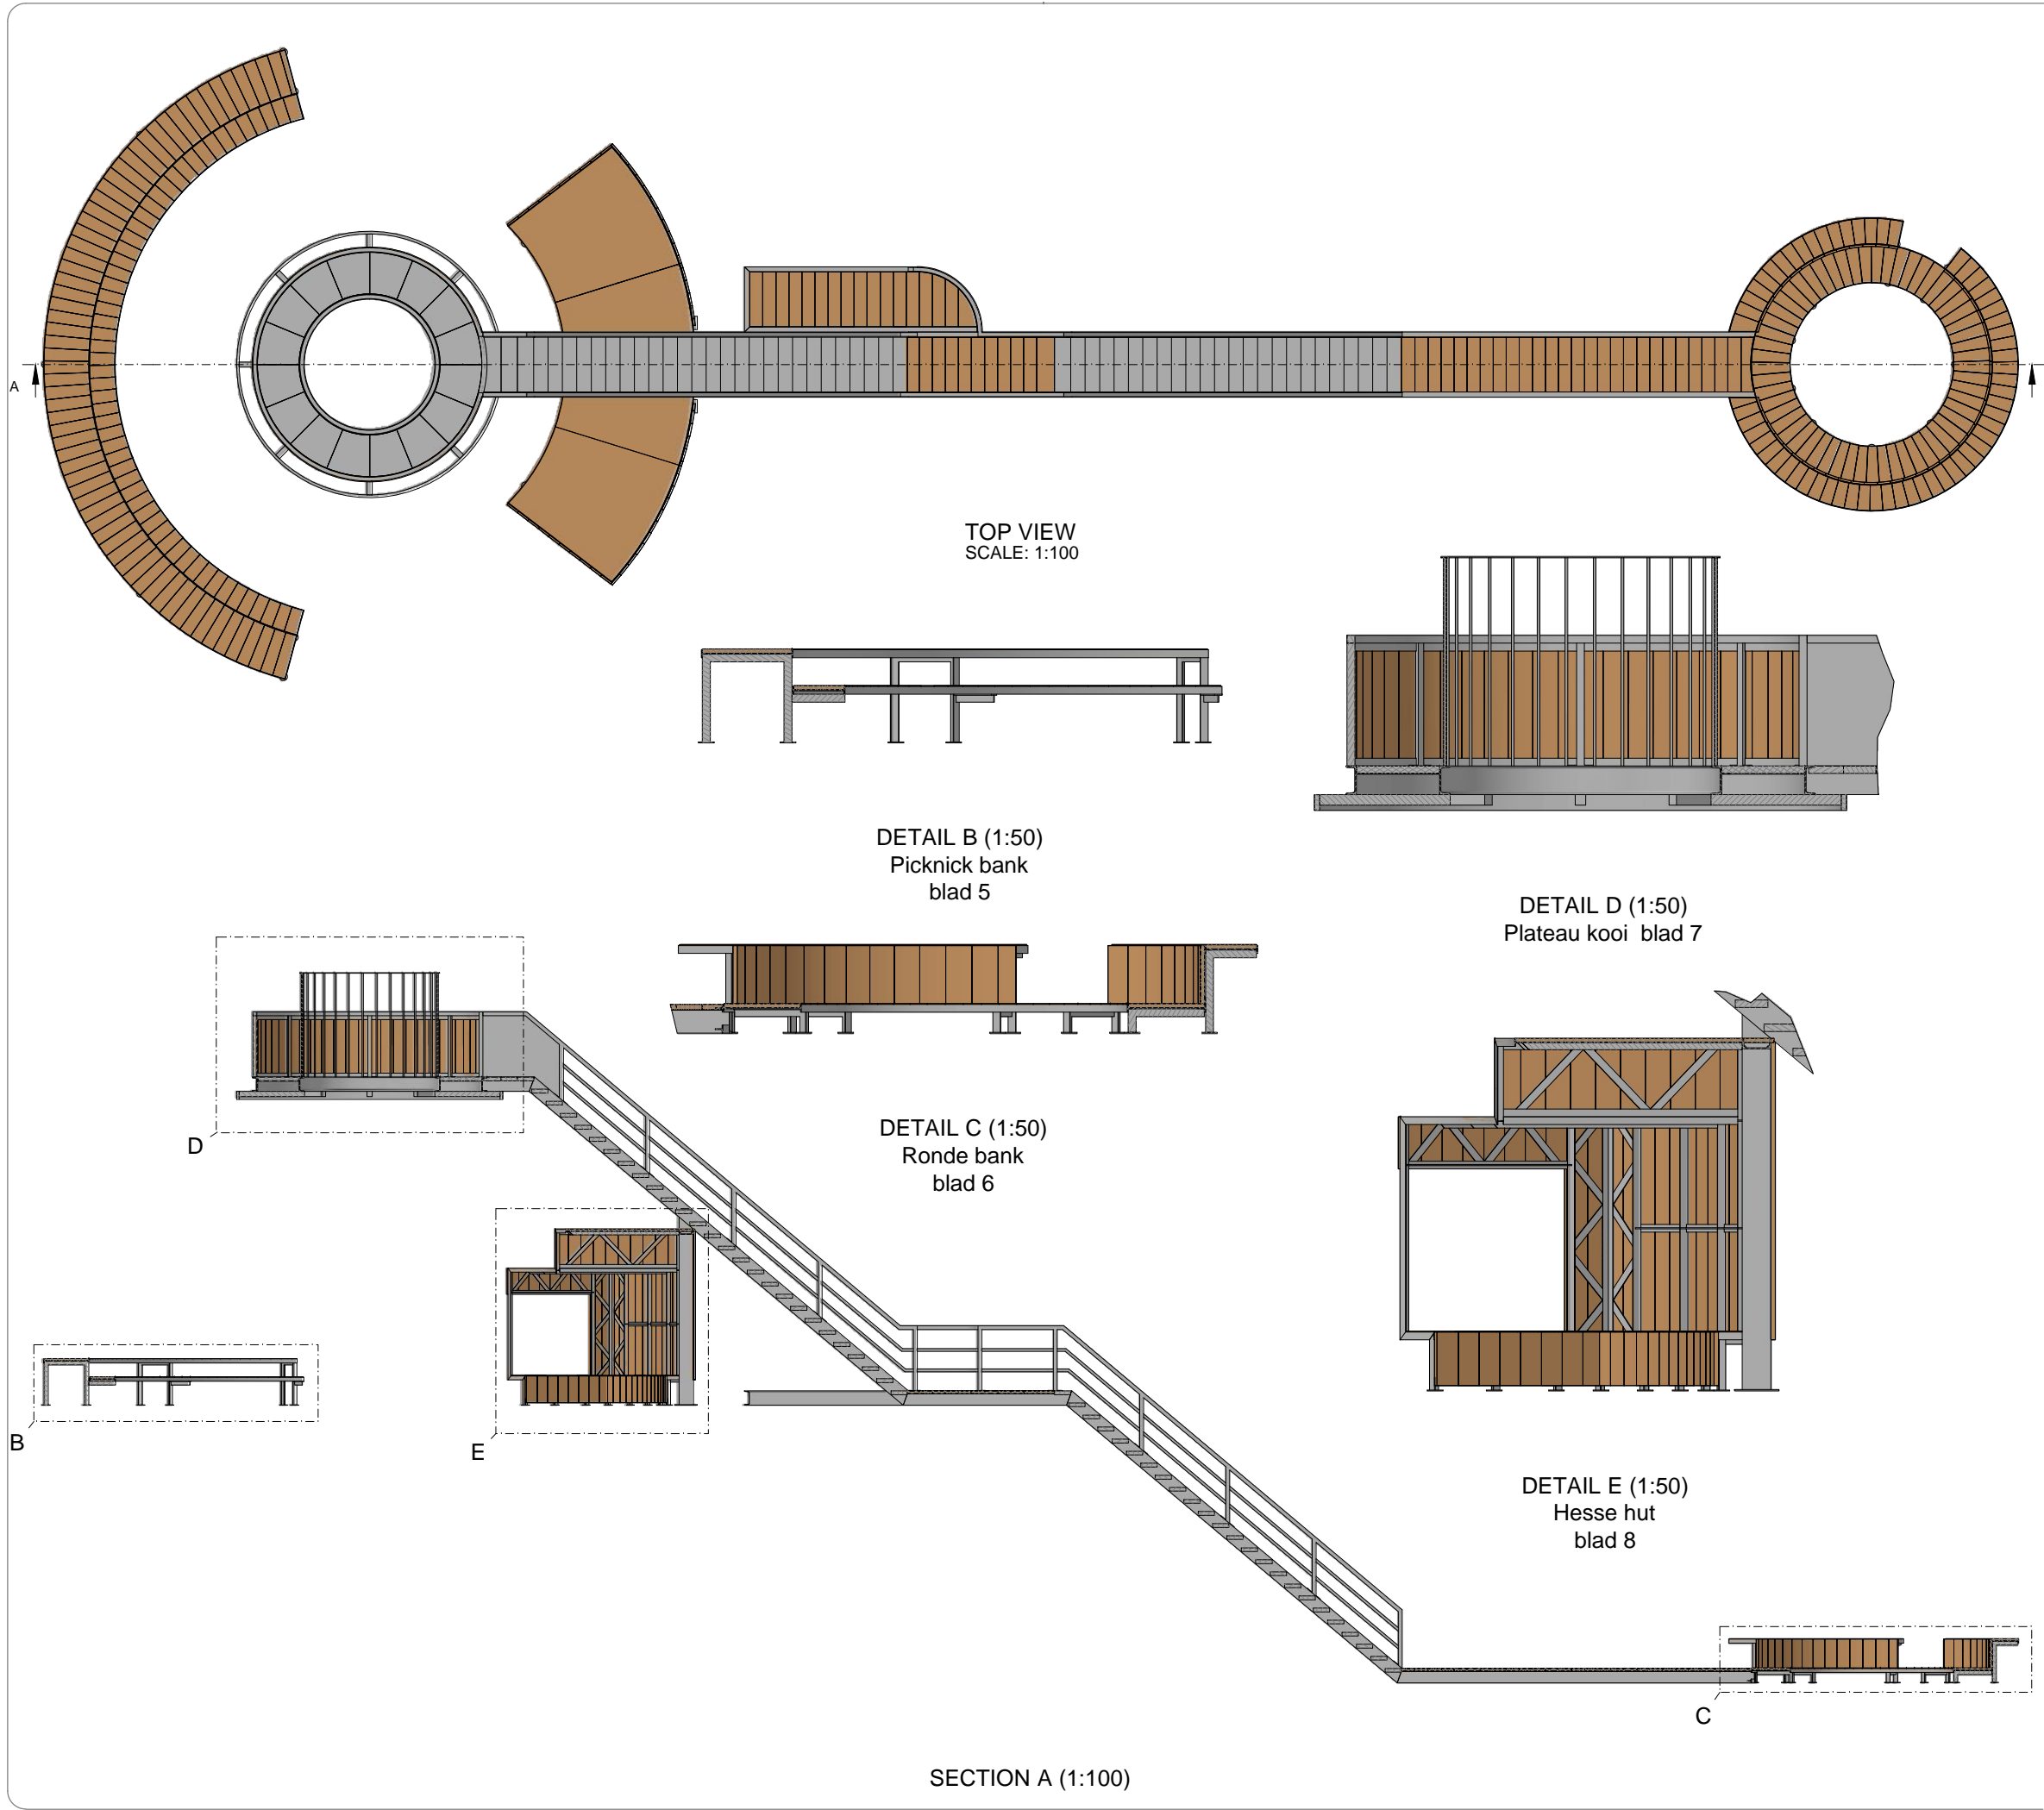 A
TOP VIEW
SCALE: 1:100
DETAIL B (1:50)
Picknick bank
blad 5
DETAIL D (1:50)
Plateau kooi blad 7
D
DETAIL C (1:50)
Ronde bank
blad 6
B
E
DETAIL E (1:50)
Hesse hut
blad 8
C
SECTION A (1:100)